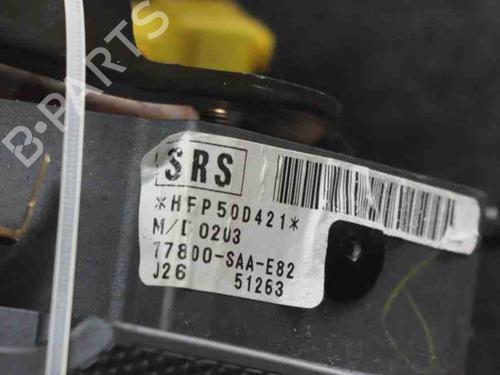 B-PARTS
SRS
*HFP50D421*
M/D 02U3
77800-SAA-E82
J26 51263